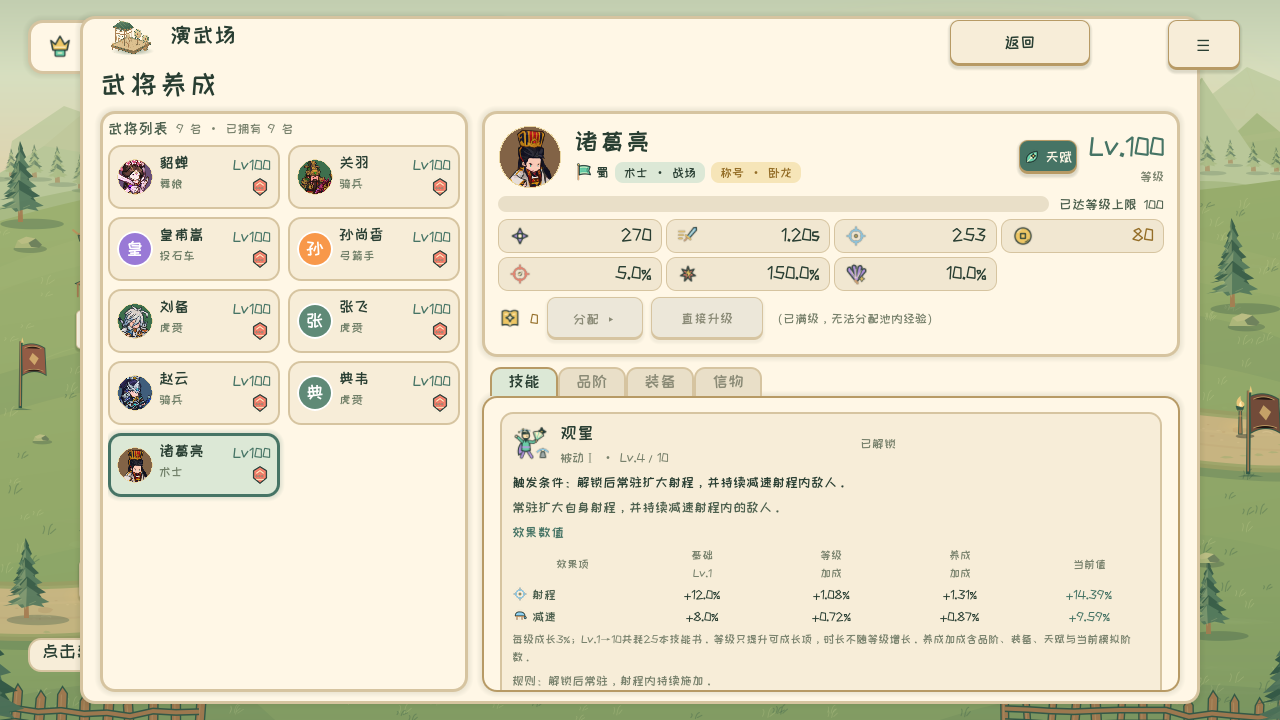 演武场
返回
☰
武将养成
武将列表 9 名 · 已拥有 9 名
貂蝉 Lv100
舞娘
关羽 Lv100
骑兵
皇 皇甫嵩 Lv100
投石车
孙 孙尚香 Lv100
弓箭手
刘备 Lv100
虎贲
张 张飞 Lv100
虎贲
赵云 Lv100
骑兵
典 典韦 Lv100
虎贲
诸葛亮 Lv100
术士
诸葛亮
蜀 术士 · 战场 称号 · 卧龙
天赋
Lv.100
等级
已达等级上限 100
270 1.20s 253 80
5.0% 150.0% 10.0%
0 分配 ▸ 直接升级 (已满级，无法分配池内经验)
技能 品阶 装备 信物
观星
被动 I · Lv.4 / 10
已解锁
触发条件：解锁后常驻扩大射程，并持续减速射程内敌人。
常驻扩大自身射程，并持续减速射程内的敌人。
效果数值
效果项 基础 Lv.1 等级 加成 养成 加成 当前值
射程 +12.0% +1.08% +1.31% +14.39%
减速 +8.0% +0.72% +0.87% +9.59%
每级成长3%；Lv.1→10共耗25本技能书。等级只提升可成长项，时长不随等级增长。养成加成含品阶、装备、天赋与当前模拟阶
数。
规则：解锁后常驻，射程内持续施加。
点击